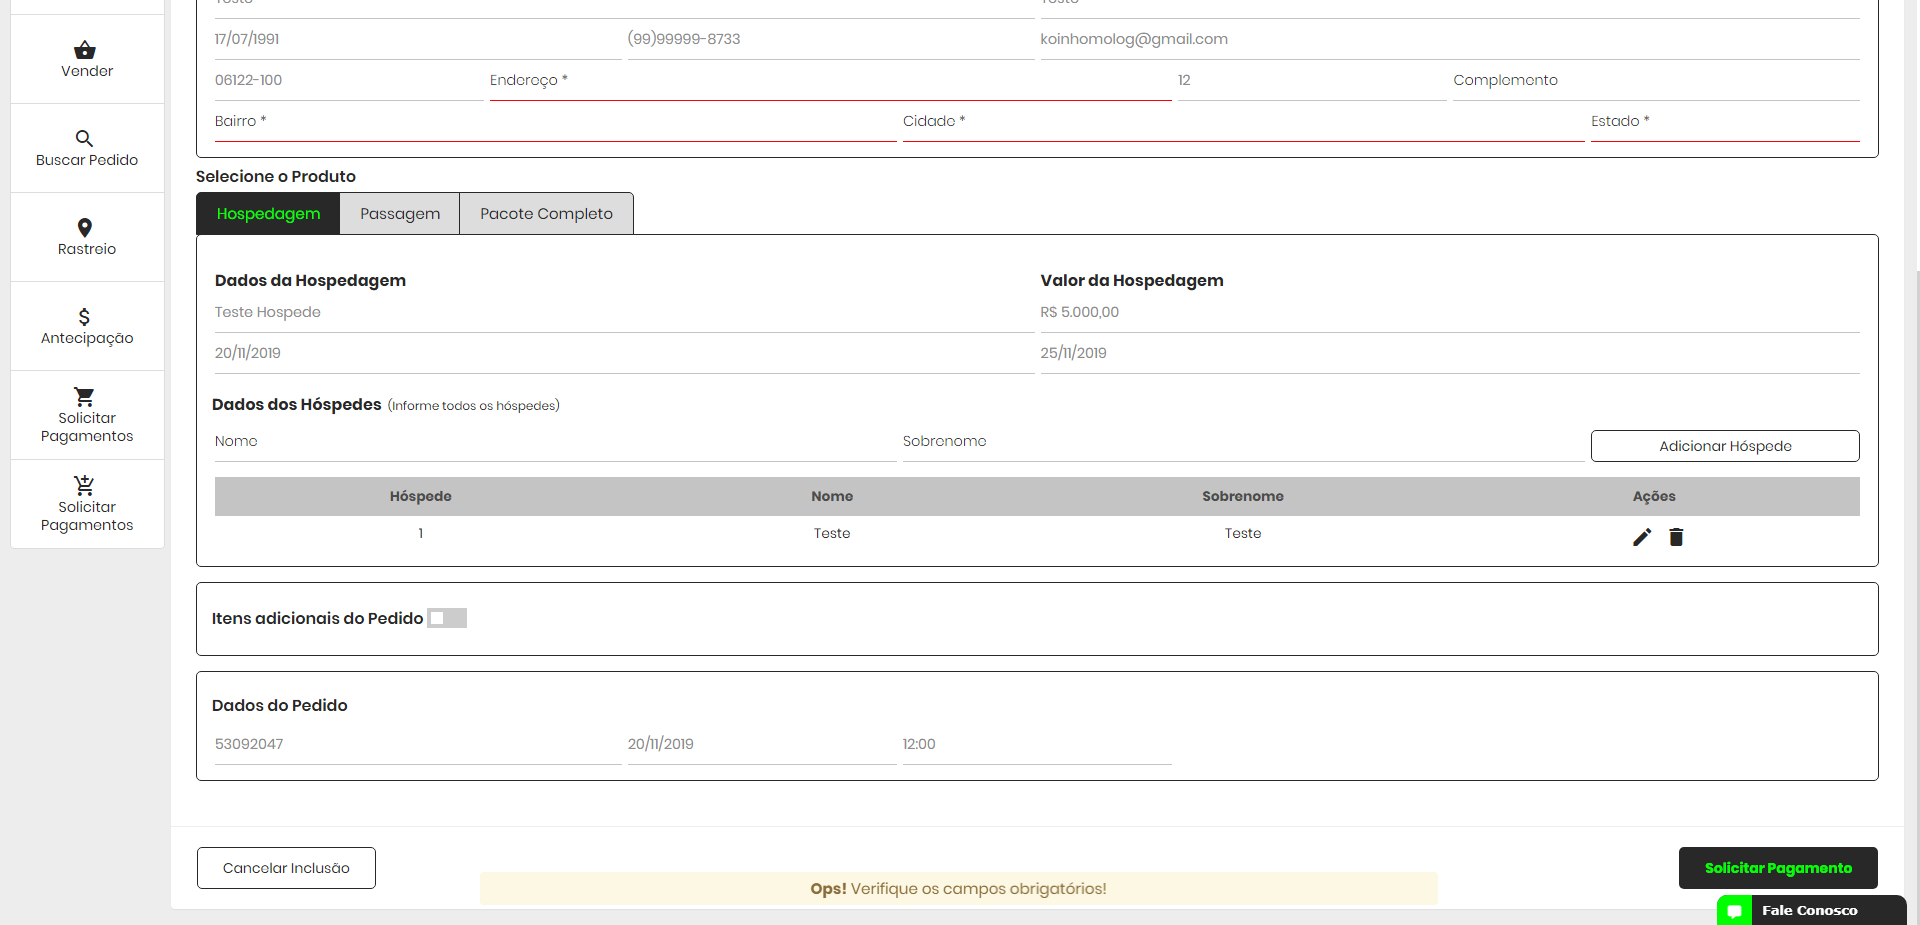 Vender
Buscar Pedido
Rastreio
Antecipação
Solicitar
Pagamentos
Solicitar
Pagamentos
Teste Teste
17/07/1991 (99)99999-8733 koinhomolog@gmail.com
06122-100 Endereço * 12 Complemento
Bairro * Cidade * Estado *
Selecione o Produto
Hospedagem Passagem Pacote Completo
Dados da Hospedagem Valor da Hospedagem
Teste Hospede R$ 5.000,00
20/11/2019 25/11/2019
Dados dos Hóspedes (Informe todos os hóspedes)
Nome Sobrenome Adicionar Hóspede
Hóspede Nome Sobrenome Ações
1 Teste Teste
Itens adicionais do Pedido
Dados do Pedido
53092047 20/11/2019 12:00
Cancelar Inclusão Solicitar Pagamento
Ops! Verifique os campos obrigatórios!
Fale Conosco